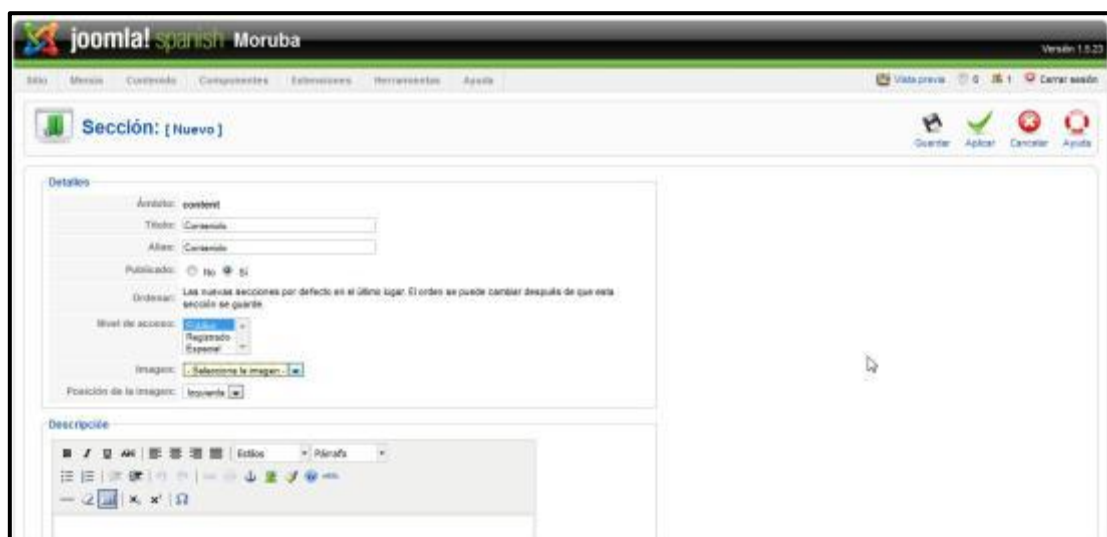 joomla! spanish Moruba
Versión 1.5.23
Sitio Menús Contenido Componentes Extensiones Herramientas Ayuda
Vista previa 0 1 Cerrar sesión
Sección: [ Nuevo ]
Guardar Aplicar Cancelar Ayuda
Detalles
Ámbito: content
Título: Contenido
Alias: Contenido
Publicado: No Sí
Ordenar: Las nuevas secciones por defecto en el último lugar. El orden se puede cambiar después de que esta
sección se guarde.
Nivel de acceso: Público
Registrado
Especial
Imagen: - Seleccione la imagen -
Posición de la imagen: Izquierda
Descripción
B I U ABC Estilos Párrafo
HTML